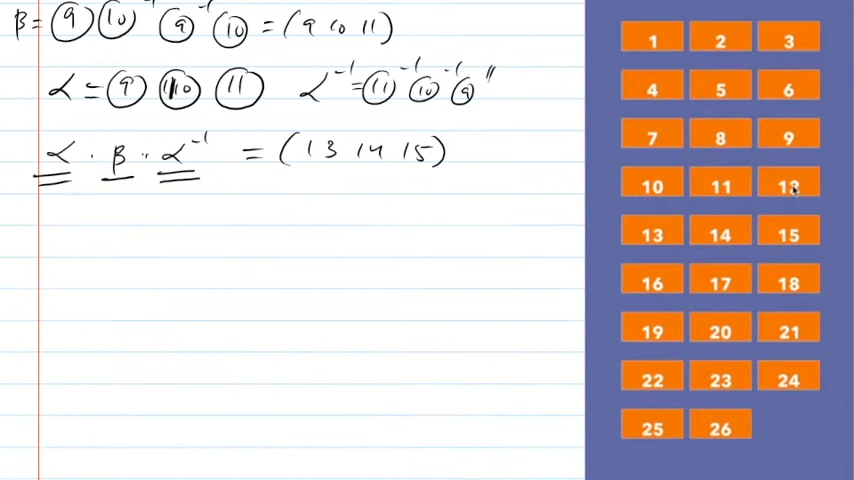 β = ⑨ ⑩⁻¹ ⑨⁻¹ ⑩ = (9 10 11)
α = ⑨ ⑩ ⑪ α⁻¹ = ⑪⁻¹ ⑩⁻¹ ⑨⁻¹ "
α · β · α⁻¹ = (13 14 15)
1 2 3
4 5 6
7 8 9
10 11 12
13 14 15
16 17 18
19 20 21
22 23 24
25 26